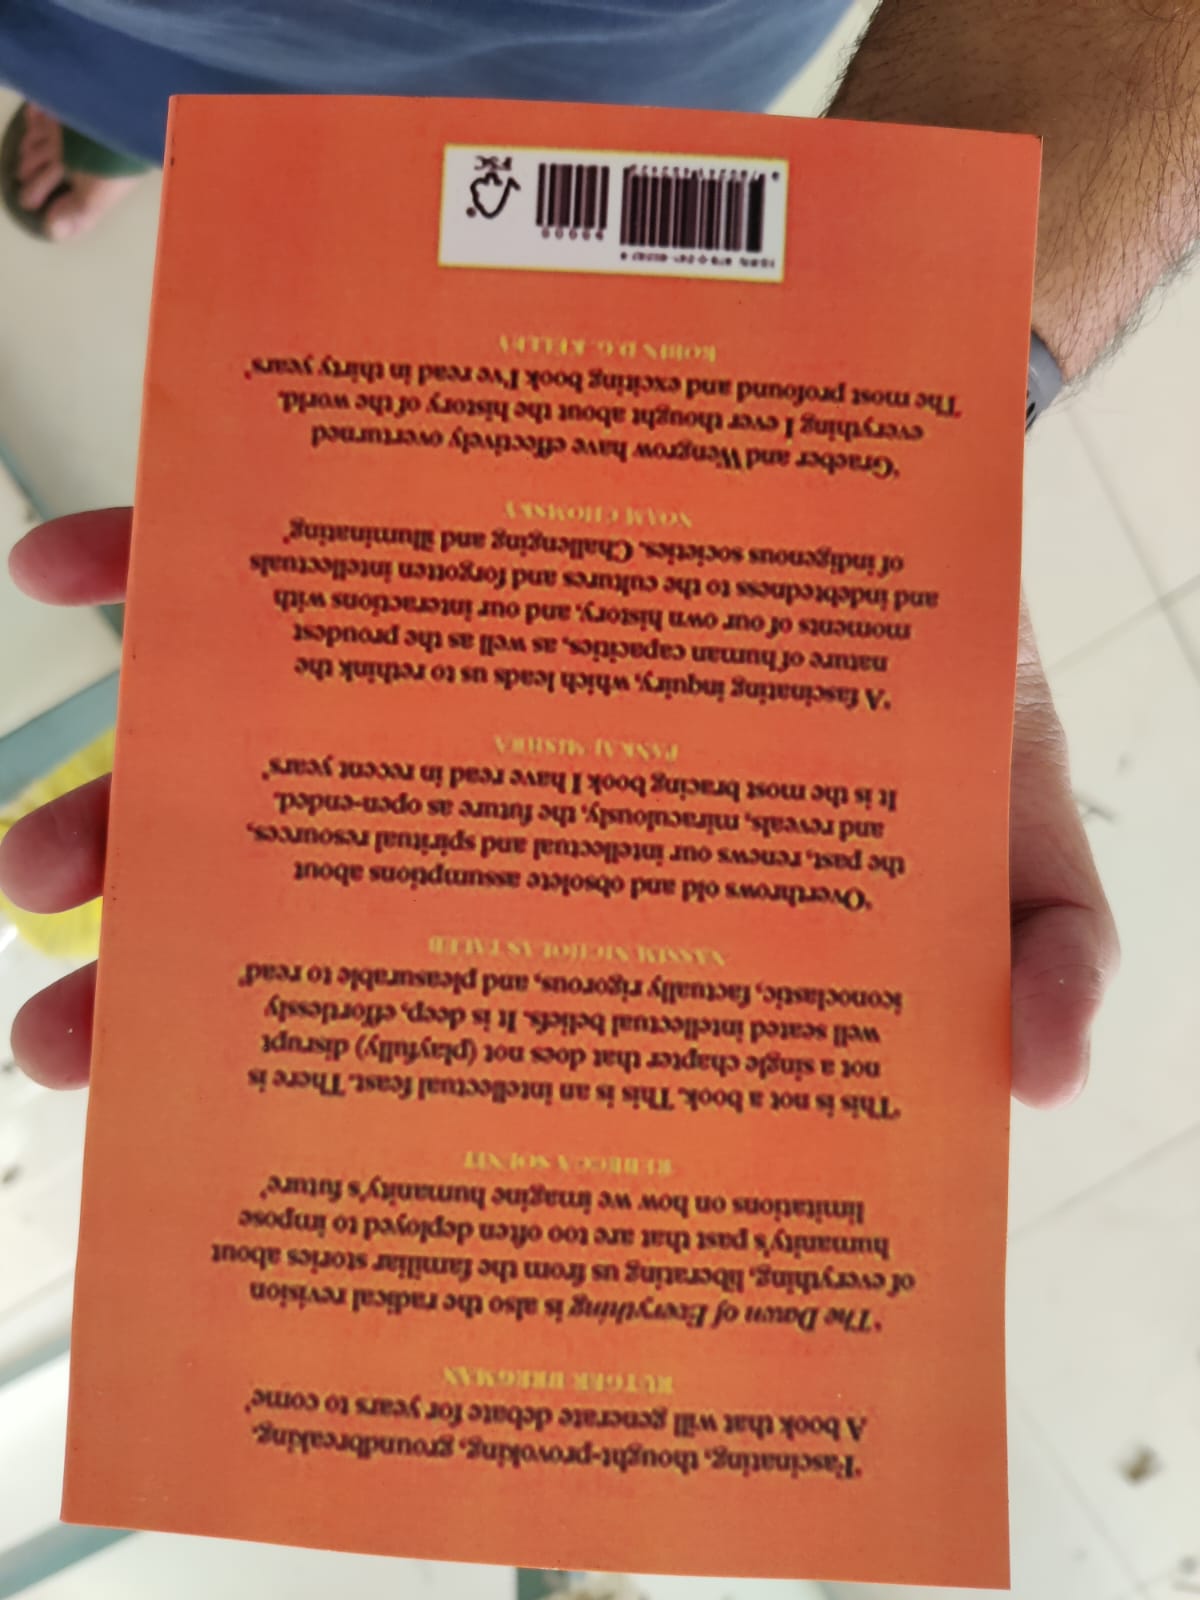 'Fascinating, thought-provoking, groundbreaking.
A book that will generate debate for years to come'
RUTGER BREGMAN
'The Dawn of Everything is also the radical revision
of everything, liberating us from the familiar stories about
humanity's past that are too often deployed to impose
limitations on how we imagine humanity's future'
REBECCA SOLNIT
'This is not a book. This is an intellectual feast. There is
not a single chapter that does not (playfully) disrupt
well seated intellectual beliefs. It is deep, effortlessly
iconoclastic, factually rigorous, and pleasurable to read'
NASSIM NICHOLAS TALEB
'Overthrows old and obsolete assumptions about
the past, renews our intellectual and spiritual resources,
and reveals, miraculously, the future as open-ended.
It is the most bracing book I have read in recent years'
PANKAJ MISHRA
'A fascinating inquiry, which leads us to rethink the
nature of human capacities, as well as the proudest
moments of our own history, and our interactions with
and indebtedness to the cultures and forgotten intellectuals
of indigenous societies. Challenging and illuminating'
NOAM CHOMSKY
'Graeber and Wengrow have effectively overturned
everything I ever thought about the history of the world.
The most profound and exciting book I've read in thirty years'
ROBIN D.G. KELLEY
ISBN
90000
FSC